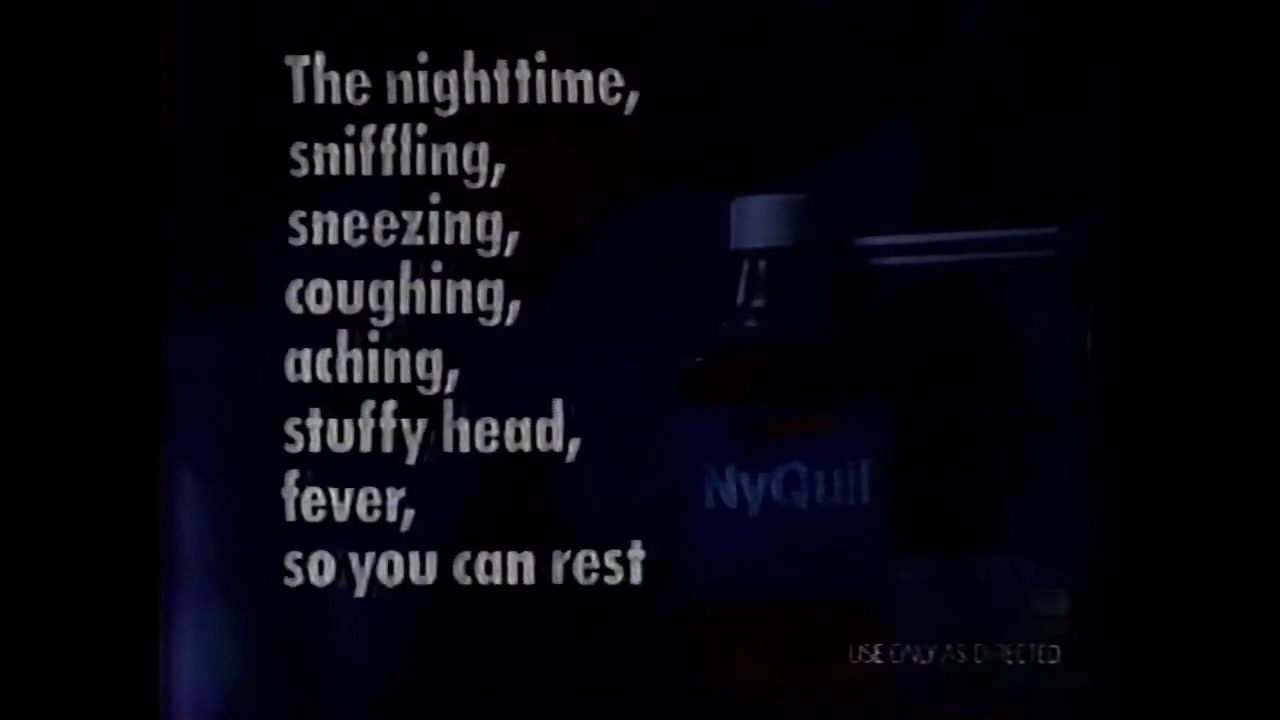 The nighttime,
sniffling,
sneezing,
coughing,
aching,
stuffy head,
fever,
so you can rest
NyQuil
USE ONLY AS DIRECTED